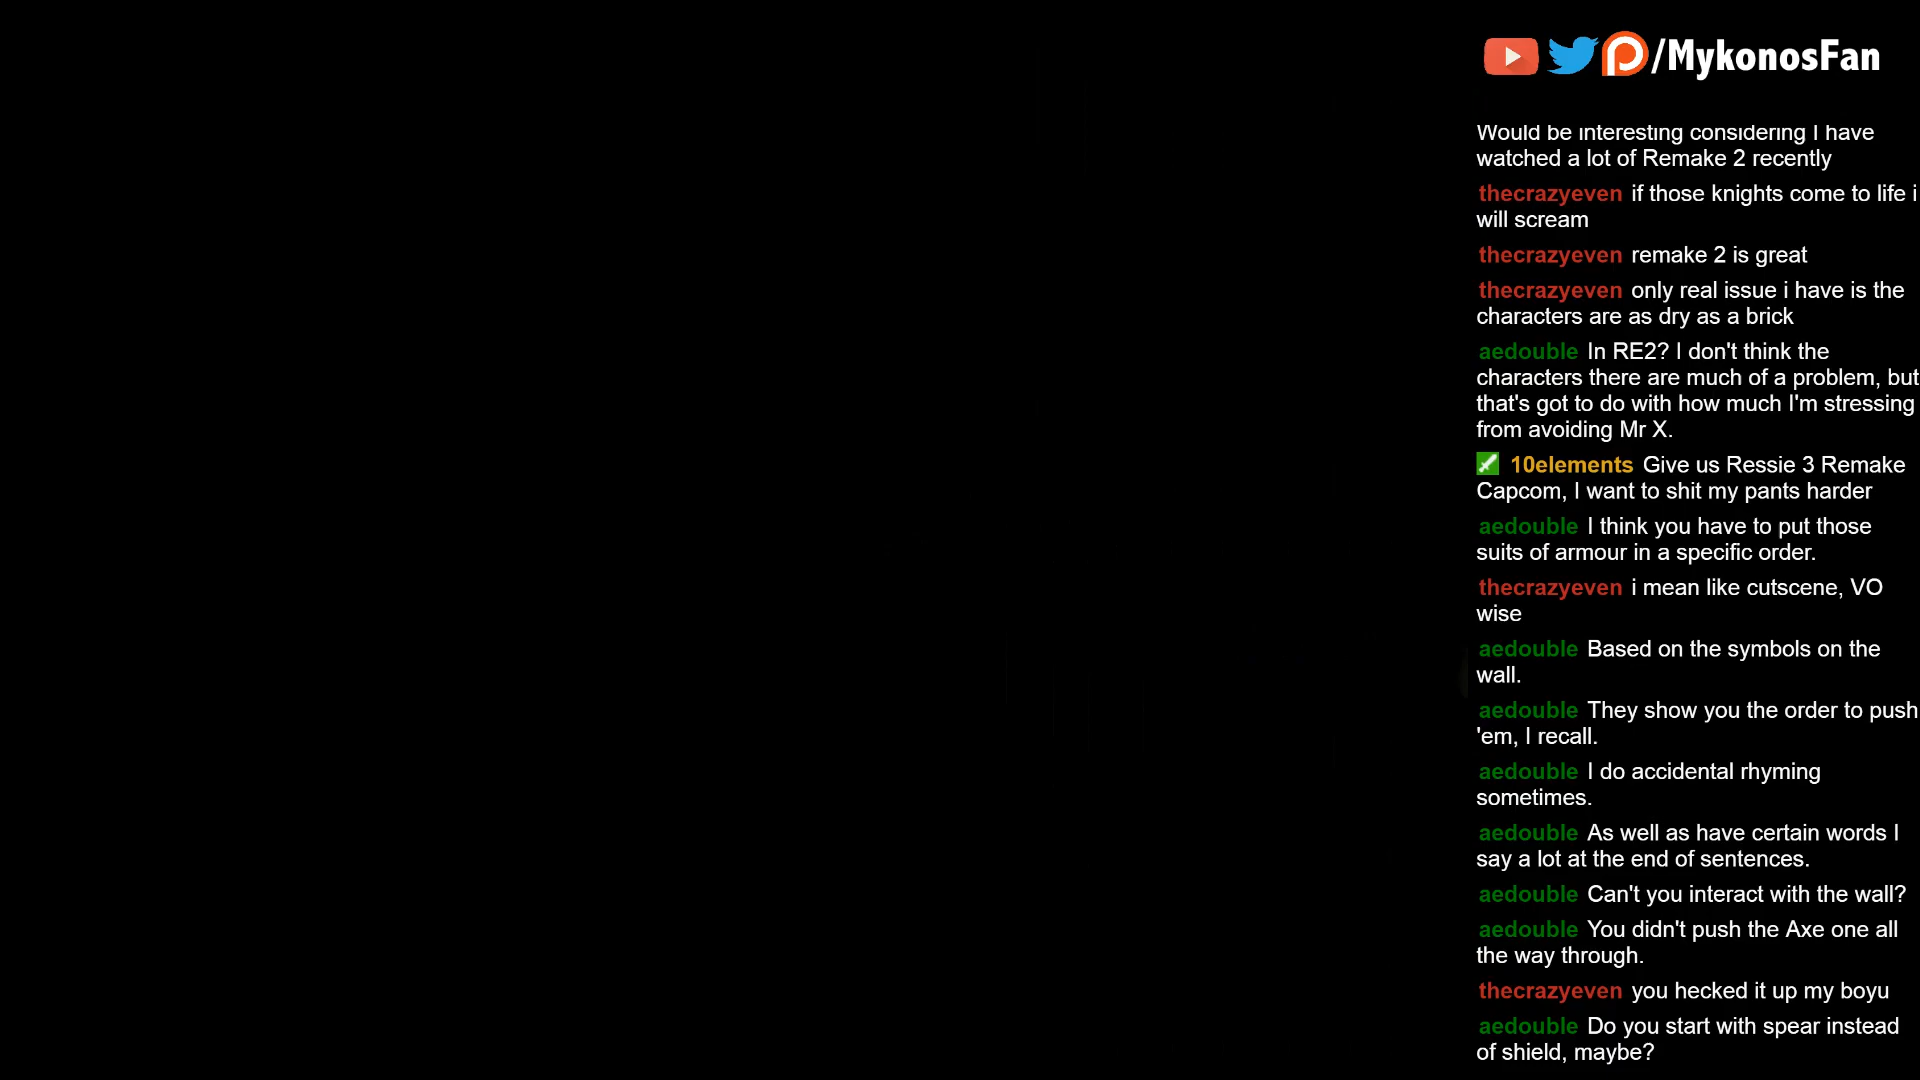 /MykonosFan
Would be interesting considering I have
watched a lot of Remake 2 recently
thecrazyeven if those knights come to life i
will scream
thecrazyeven remake 2 is great
thecrazyeven only real issue i have is the
characters are as dry as a brick
aedouble In RE2? I don't think the
characters there are much of a problem, but
that's got to do with how much I'm stressing
from avoiding Mr X.
10elements Give us Ressie 3 Remake
Capcom, I want to shit my pants harder
aedouble I think you have to put those
suits of armour in a specific order.
thecrazyeven i mean like cutscene, VO
wise
aedouble Based on the symbols on the
wall.
aedouble They show you the order to push
'em, I recall.
aedouble I do accidental rhyming
sometimes.
aedouble As well as have certain words I
say a lot at the end of sentences.
aedouble Can't you interact with the wall?
aedouble You didn't push the Axe one all
the way through.
thecrazyeven you hecked it up my boyu
aedouble Do you start with spear instead
of shield, maybe?